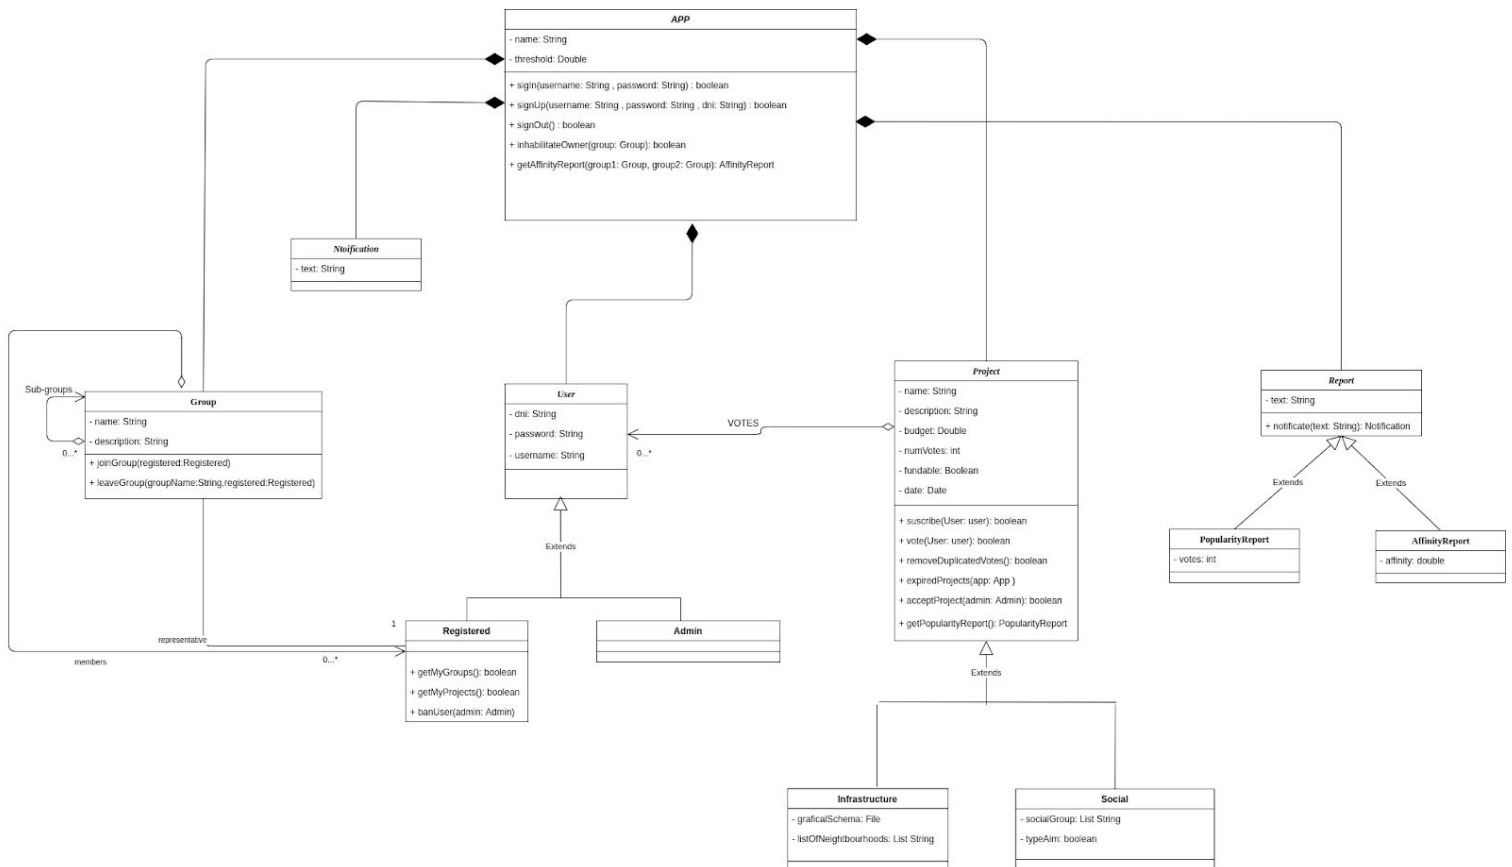 APP
- name: String
- threshold: Double
+ sigIn(username: String , password: String) : boolean
+ signUp(username: String , password: String , dni: String) : boolean
+ signOut() : boolean
+ inhabilitateOwner(group: Group): boolean
+ getAffinityReport(group1: Group, group2: Group): AffinityReport
Ntoification
- text: String
Sub-groups
Group
- name: String
- description: String
0...*
+ joinGroup(registered:Registered)
+ leaveGroup(groupName:String,registered:Registered)
User
- dni: String
- password: String
- username: String
VOTES
0...*
Project
- name: String
- description: String
- budget: Double
- numVotes: int
- fundable: Boolean
- date: Date
+ suscribe(User: user): boolean
+ vote(User: user): boolean
+ removeDuplicatedVotes(): boolean
+ expiredProjects(app: App )
+ acceptProject(admin: Admin): boolean
+ getPopularityReport(): PopularityReport
Report
- text: String
+ notificate(text: String): Notification
Extends
Extends
PopularityReport
- votes: int
AffinityReport
- affinity: double
Extends
1
representative
members
0...*
Registered
+ getMyGroups(): boolean
+ getMyProjects(): boolean
+ banUser(admin: Admin)
Admin
Extends
Infrastructure
- graficalSchema: File
- listOfNeightbourhoods: List String
Social
- socialGroup: List String
- typeAim: boolean